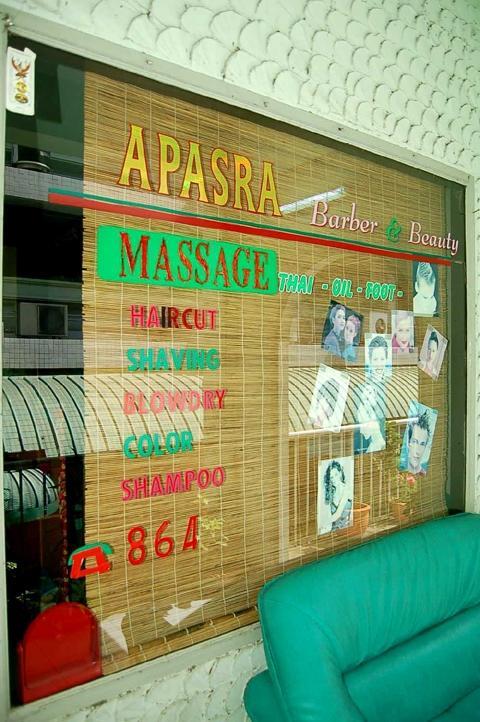 APASRA
Barber & Beauty
MASSAGE
THAI - OIL - FOOT -
HAIRCUT
SHAVING
BLOWDRY
COLOR
SHAMPOO
864